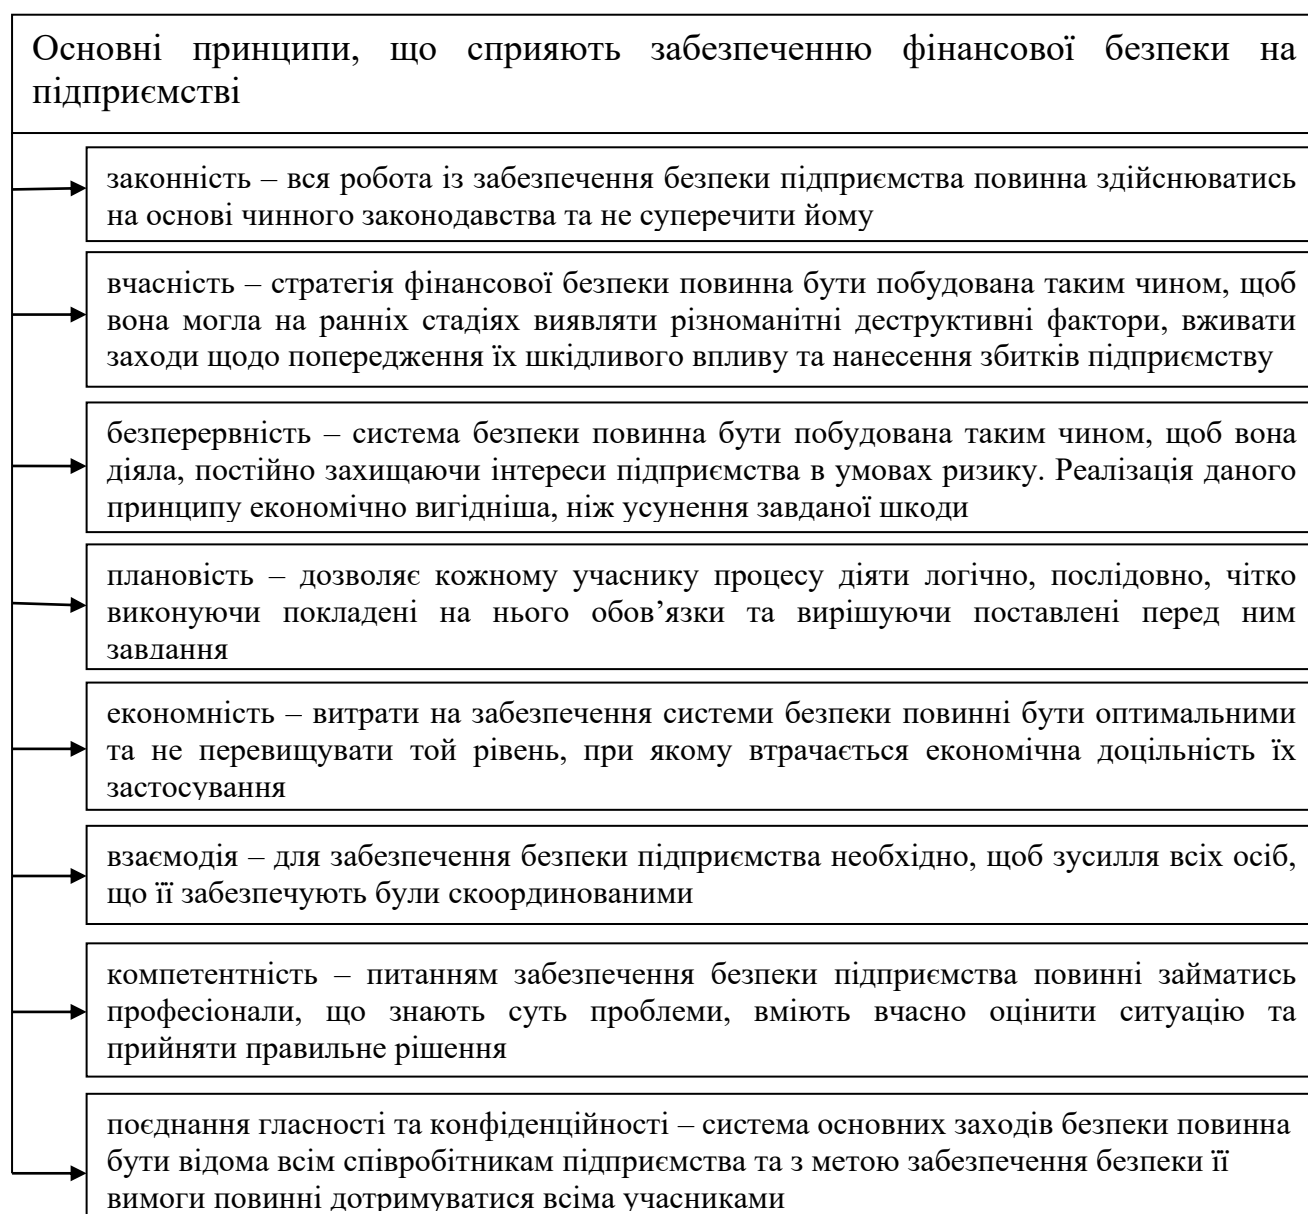 Основні принципи, що сприяють забезпеченню фінансової безпеки на
підприємстві
законність – вся робота із забезпечення безпеки підприємства повинна здійснюватись
на основі чинного законодавства та не суперечити йому
вчасність – стратегія фінансової безпеки повинна бути побудована таким чином, щоб
вона могла на ранніх стадіях виявляти різноманітні деструктивні фактори, вживати
заходи щодо попередження їх шкідливого впливу та нанесення збитків підприємству
безперервність – система безпеки повинна бути побудована таким чином, щоб вона
діяла, постійно захищаючи інтереси підприємства в умовах ризику. Реалізація даного
принципу економічно вигідніша, ніж усунення завданої шкоди
плановість – дозволяє кожному учаснику процесу діяти логічно, послідовно, чітко
виконуючи покладені на нього обов’язки та вирішуючи поставлені перед ним
завдання
економність – витрати на забезпечення системи безпеки повинні бути оптимальними
та не перевищувати той рівень, при якому втрачається економічна доцільність їх
застосування
взаємодія – для забезпечення безпеки підприємства необхідно, щоб зусилля всіх осіб,
що її забезпечують були скоординованими
компетентність – питанням забезпечення безпеки підприємства повинні займатись
професіонали, що знають суть проблеми, вміють вчасно оцінити ситуацію та
прийняти правильне рішення
поєднання гласності та конфіденційності – система основних заходів безпеки повинна
бути відома всім співробітникам підприємства та з метою забезпечення безпеки її
вимоги повинні дотримуватися всіма учасниками